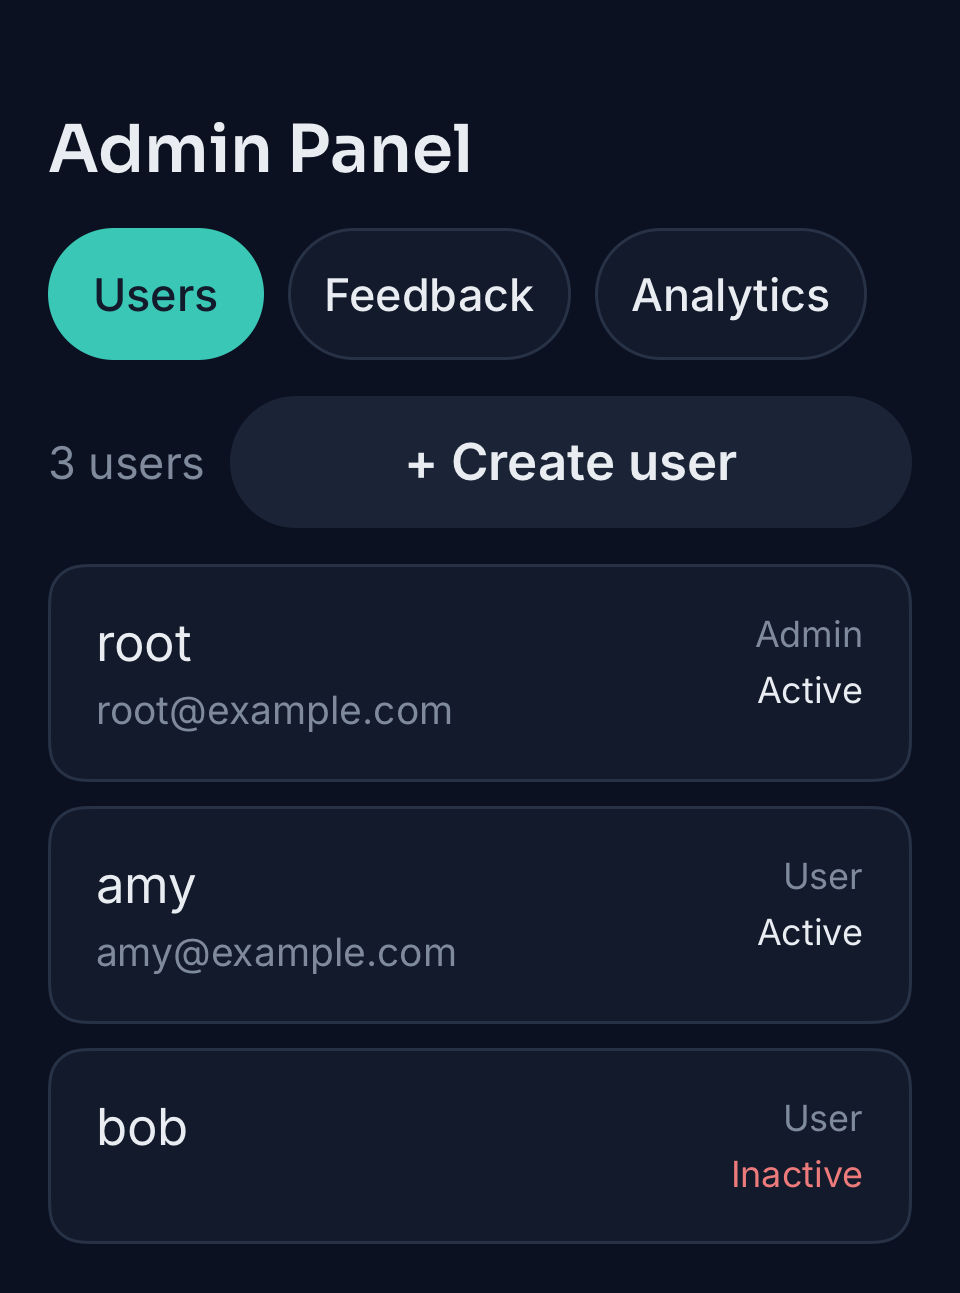 Admin Panel
Users Feedback Analytics
3 users + Create user
root Admin
root@example.com Active
amy User
amy@example.com Active
bob User
Inactive